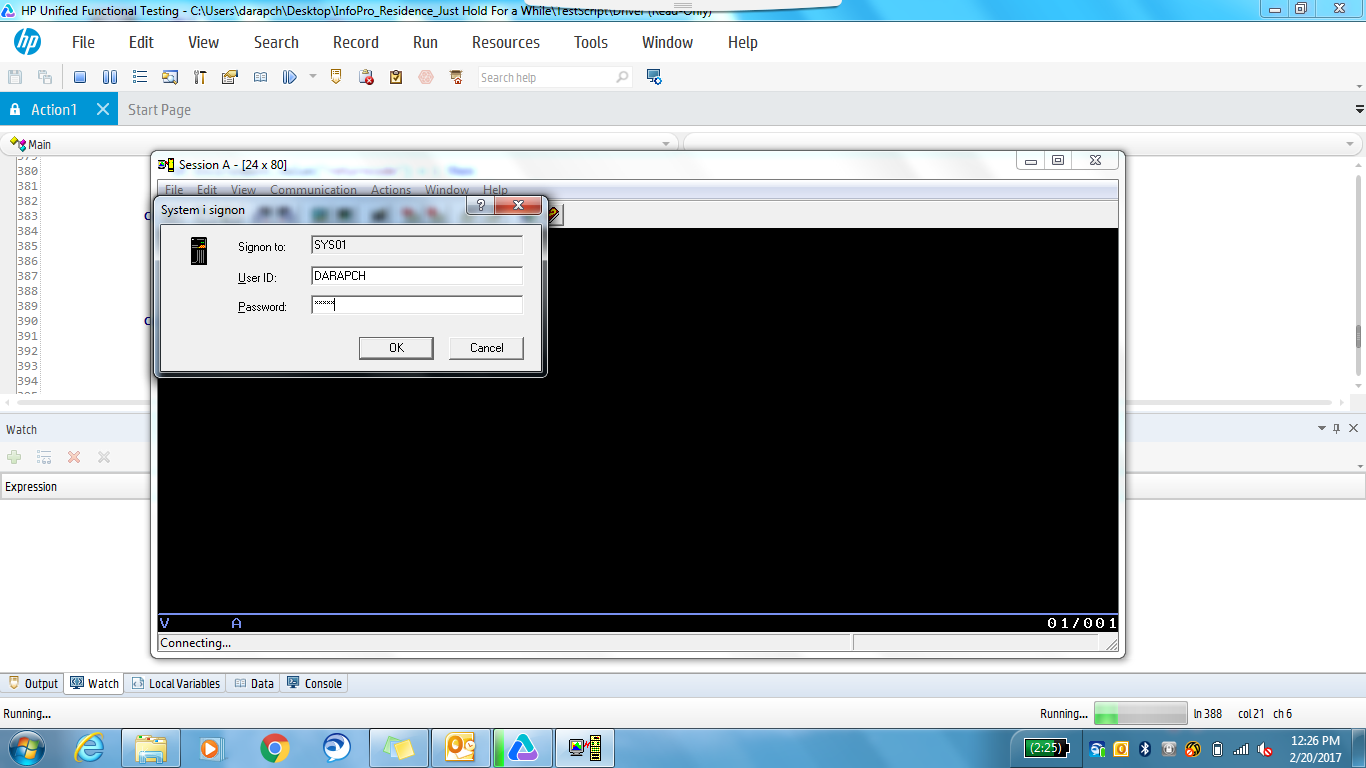 HP Unified Functional Testing - C:\Users\darapch\Desktop\InfoPro_Residence_Just Hold For a While\TestScript\Driver (Read-Only)
hp File Edit View Search Record Run Resources Tools Window Help
Search help
Action1 Start Page
Main
380
381
382
383
384
385
386
387
388
389
390
391
392
393
394
Session A - [24 x 80]
File Edit View Communication Actions Window Help
System i signon
Signon to: SYS01
User ID: DARAPCH
Password: *****
OK Cancel
V A 01/001
Connecting...
Watch
Expression
Output Watch Local Variables Data Console
Running... Running... ln 388 col 21 ch 6
(2:25) 12:26 PM
2/20/2017